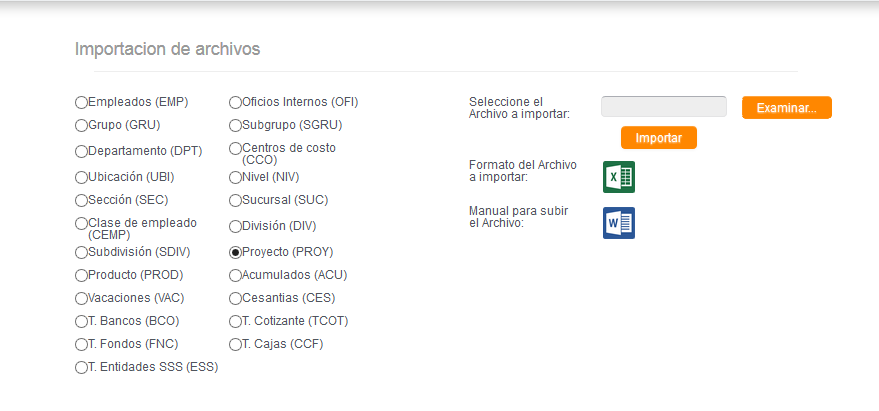 Importacion de archivos
Empleados (EMP)
Oficios Internos (OFI)
Grupo (GRU)
Subgrupo (SGRU)
Departamento (DPT)
Centros de costo
(CCO)
Ubicación (UBI)
Nivel (NIV)
Sección (SEC)
Sucursal (SUC)
Clase de empleado
(CEMP)
División (DIV)
Subdivisión (SDIV)
Proyecto (PROY)
Producto (PROD)
Acumulados (ACU)
Vacaciones (VAC)
Cesantias (CES)
T. Bancos (BCO)
T. Cotizante (TCOT)
T. Fondos (FNC)
T. Cajas (CCF)
T. Entidades SSS (ESS)
Seleccione el
Archivo a importar:
Examinar...
Importar
Formato del Archivo
a importar:
X
Manual para subir
el Archivo:
W